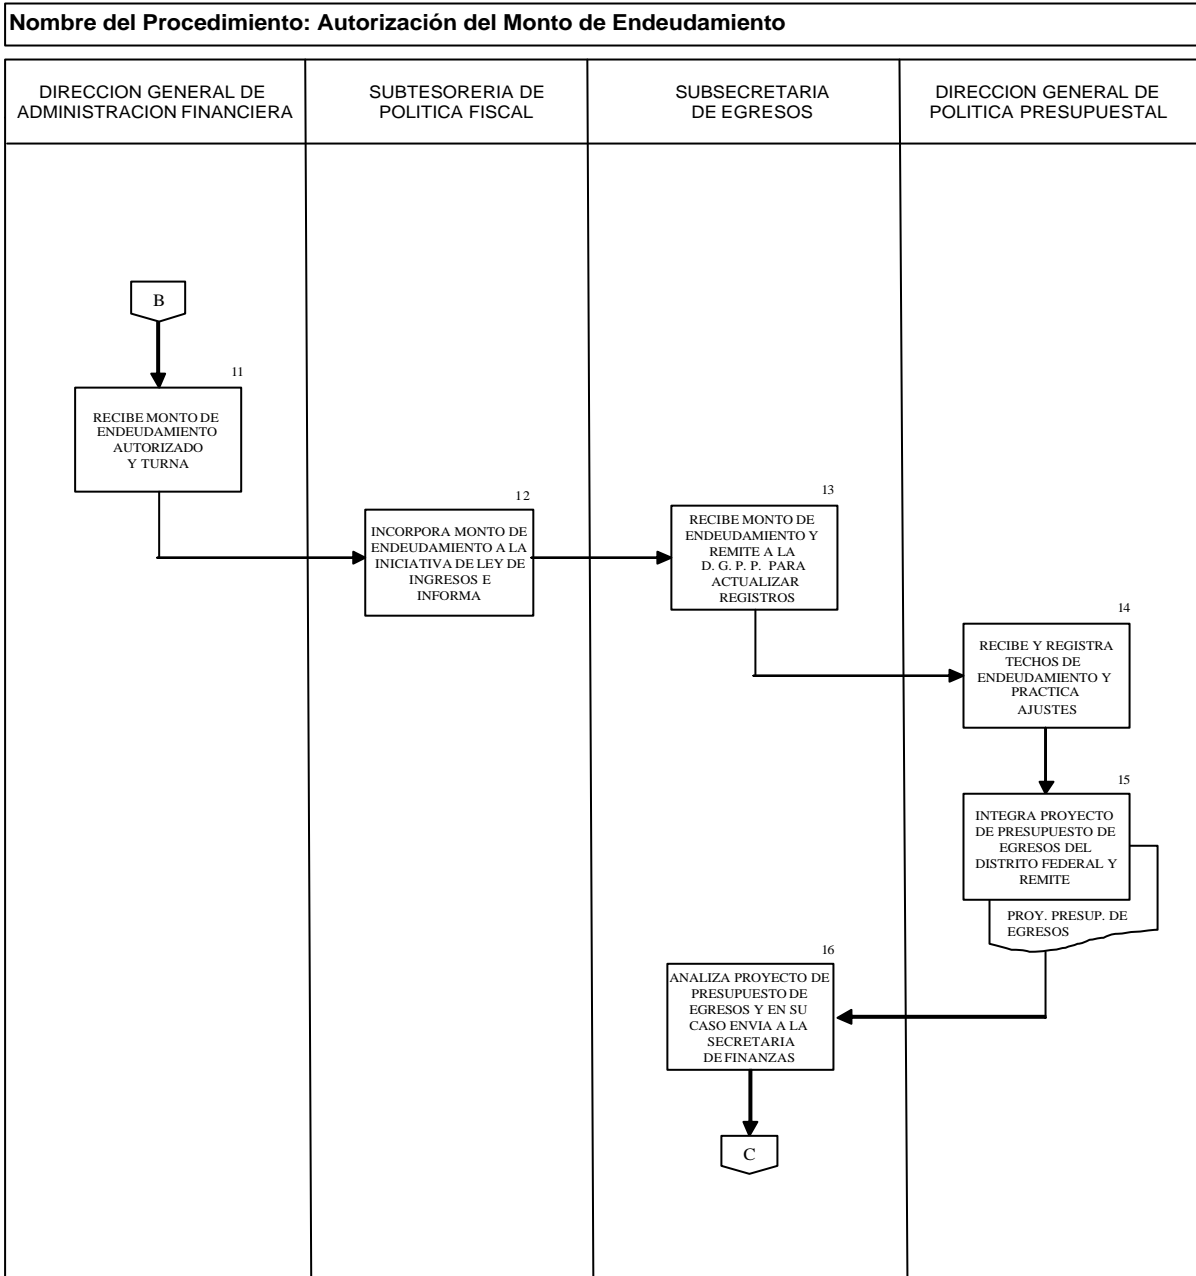 Nombre del Procedimiento: Autorización del Monto de Endeudamiento
DIRECCION GENERAL DE
ADMINISTRACION FINANCIERA
SUBTESORERIA DE
POLITICA FISCAL
SUBSECRETARIA
DE EGRESOS
DIRECCION GENERAL DE
POLITICA PRESUPUESTAL
B
11
RECIBE MONTO DE
ENDEUDAMIENTO
AUTORIZADO
Y TURNA
12
INCORPORA MONTO DE
ENDEUDAMIENTO A LA
INICIATIVA DE LEY DE
INGRESOS E
INFORMA
13
RECIBE MONTO DE
ENDEUDAMIENTO Y
REMITE A LA
D. G. P. P. PARA
ACTUALIZAR
REGISTROS
14
RECIBE Y REGISTRA
TECHOS DE
ENDEUDAMIENTO Y
PRACTICA
AJUSTES
15
INTEGRA PROYECTO
DE PRESUPUESTO DE
EGRESOS DEL
DISTRITO FEDERAL Y
REMITE
PROY. PRESUP. DE
EGRESOS
16
ANALIZA PROYECTO DE
PRESUPUESTO DE
EGRESOS Y EN SU
CASO ENVIA A LA
SECRETARIA
DE FINANZAS
C